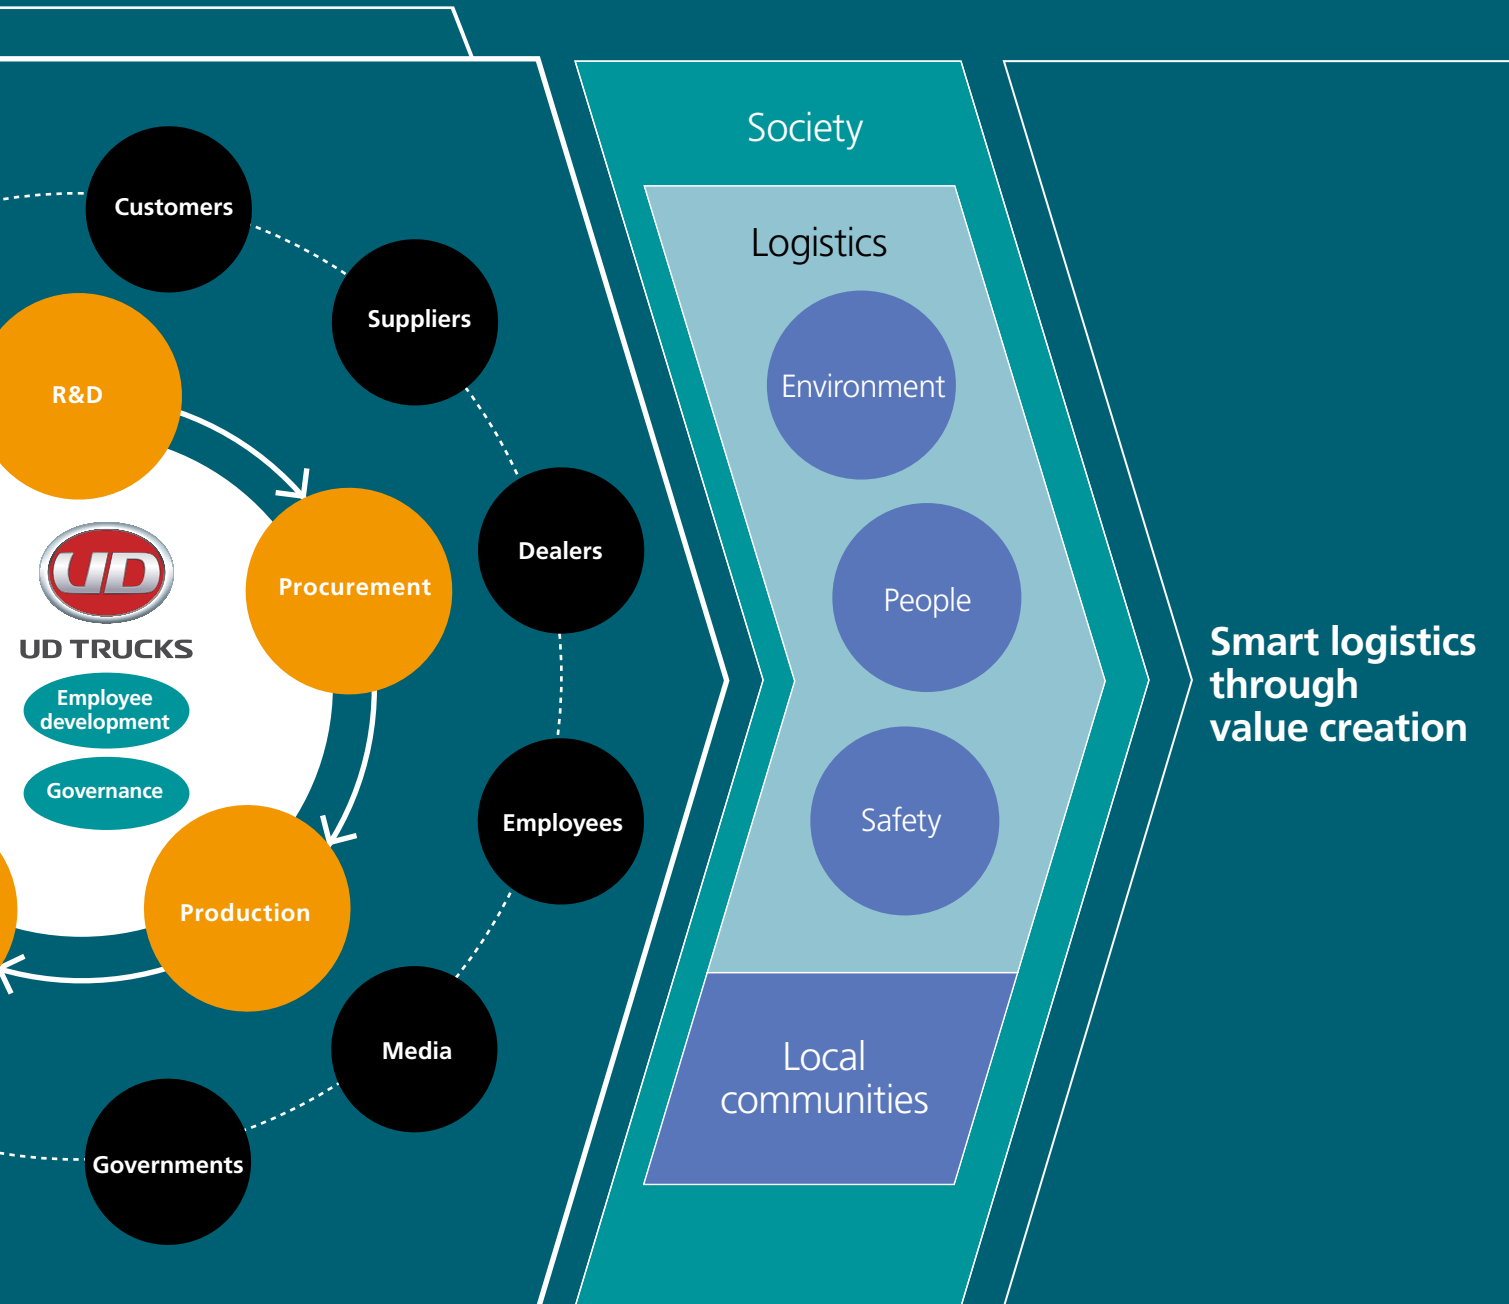 Customers
Suppliers
R&D
UD
UD TRUCKS
Procurement
Dealers
Employee
development
Governance
Employees
Production
Media
Governments
Society
Logistics
Environment
People
Safety
Local
communities
Smart logistics
through
value creation